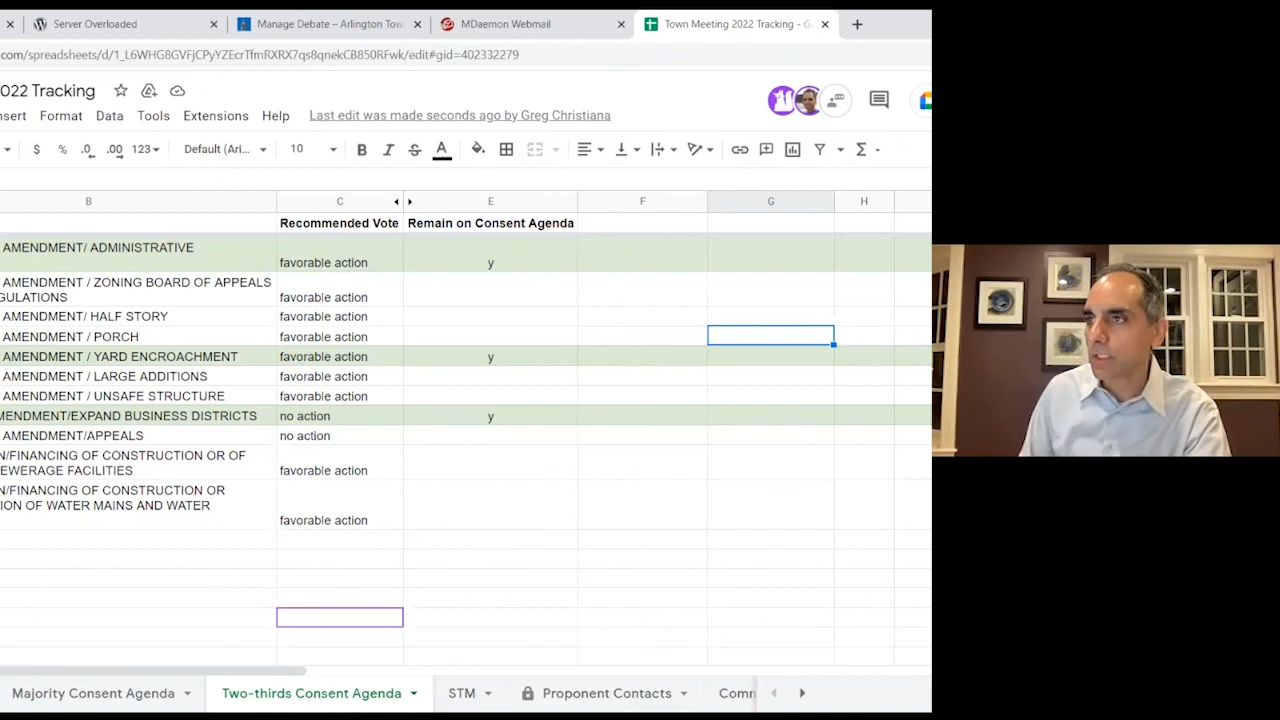 Server Overloaded
Manage Debate – Arlington Tow
MDaemon Webmail
Town Meeting 2022 Tracking - G
com/spreadsheets/d/1_L6WHG8GVFjCPyYZEcrTfmRXRX7qs8qnekCB850RFwk/edit#gid=402332279
022 Tracking
nsert Format Data Tools Extensions Help Last edit was made seconds ago by Greg Christiana
$ % .0 .00 123 Default (Ari... 10 B I S A
B C E F G H
Recommended Vote Remain on Consent Agenda
AMENDMENT/ ADMINISTRATIVE
favorable action y
AMENDMENT / ZONING BOARD OF APPEALS
GULATIONS favorable action
AMENDMENT/ HALF STORY favorable action
AMENDMENT / PORCH favorable action
AMENDMENT / YARD ENCROACHMENT favorable action y
AMENDMENT / LARGE ADDITIONS favorable action
AMENDMENT / UNSAFE STRUCTURE favorable action
MENDMENT/EXPAND BUSINESS DISTRICTS no action y
AMENDMENT/APPEALS no action
N/FINANCING OF CONSTRUCTION OR OF
EWERAGE FACILITIES favorable action
N/FINANCING OF CONSTRUCTION OR
ION OF WATER MAINS AND WATER
favorable action
Majority Consent Agenda Two-thirds Consent Agenda STM Proponent Contacts Comm